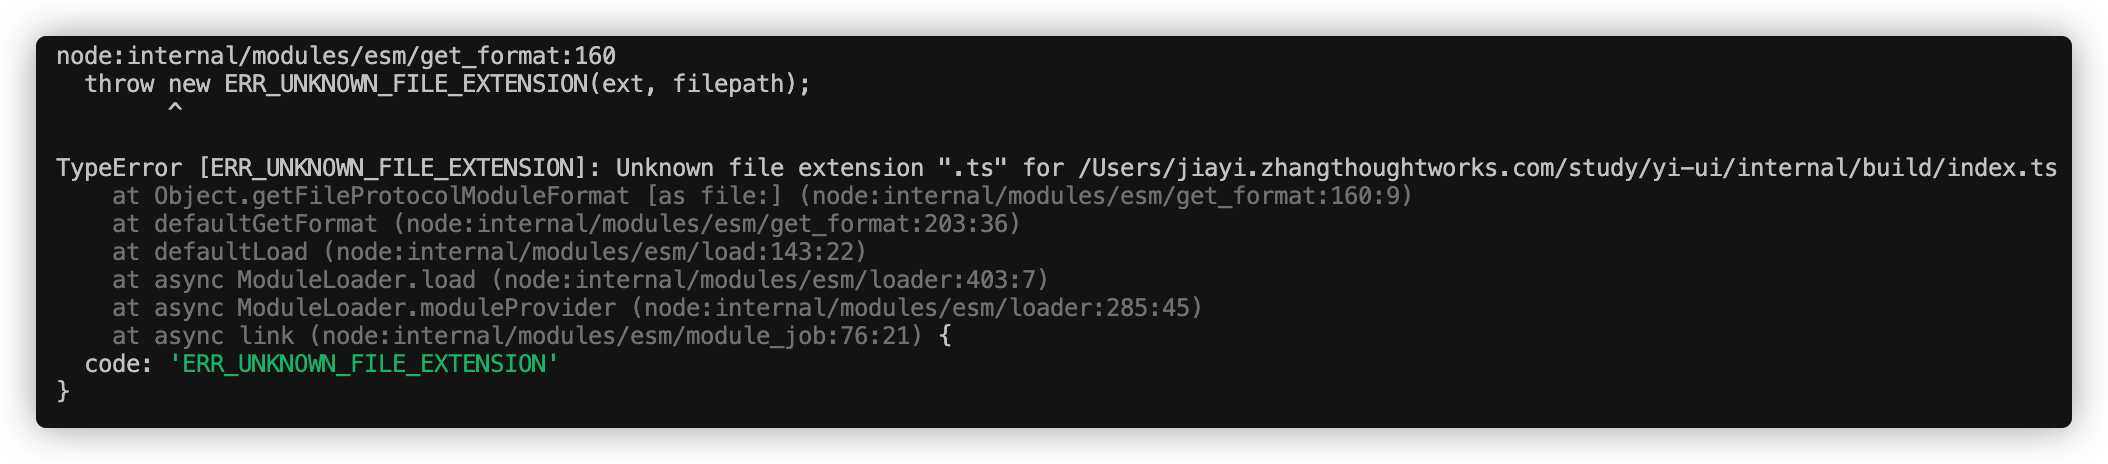 node:internal/modules/esm/get_format:160
  throw new ERR_UNKNOWN_FILE_EXTENSION(ext, filepath);
        ^

TypeError [ERR_UNKNOWN_FILE_EXTENSION]: Unknown file extension ".ts" for /Users/jiayi.zhangthoughtworks.com/study/yi-ui/internal/build/index.ts
    at Object.getFileProtocolModuleFormat [as file:] (node:internal/modules/esm/get_format:160:9)
    at defaultGetFormat (node:internal/modules/esm/get_format:203:36)
    at defaultLoad (node:internal/modules/esm/load:143:22)
    at async ModuleLoader.load (node:internal/modules/esm/loader:403:7)
    at async ModuleLoader.moduleProvider (node:internal/modules/esm/loader:285:45)
    at async link (node:internal/modules/esm/module_job:76:21) {
  code: 'ERR_UNKNOWN_FILE_EXTENSION'
}